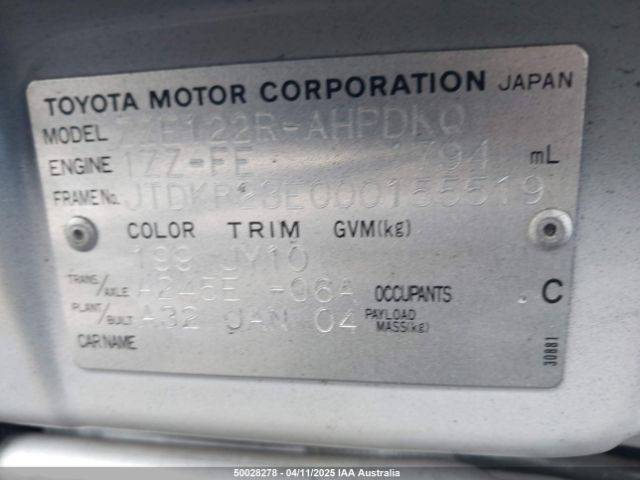 TOYOTA MOTOR CORPORATION JAPAN
MODEL ZZE122R-AHPDKQ
ENGINE 1ZZ-FE 1794 mL
FRAME No. JTDKR23E000155519
COLOR TRIM GVM(kg)
199 JY10
TRANS/AXLE A245E -06A OCCUPANTS . C
PLANT/BUILT A32 JAN 04 PAYLOAD MASS(kg)
CAR NAME
30881
50028278 - 04/11/2025 IAA Australia